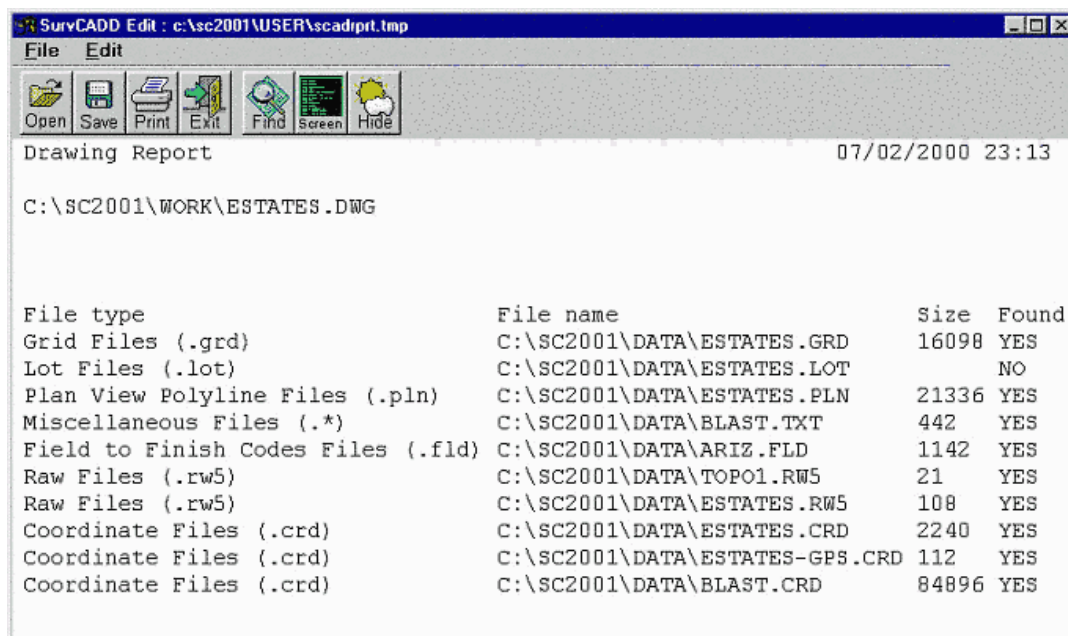 SurvCADD Edit : c:\sc2001\USER\scadrprt.tmp
File Edit
Open Save Print Exit Find Screen Hide
Drawing Report 07/02/2000 23:13
C:\SC2001\WORK\ESTATES.DWG
File type File name Size Found
Grid Files (.grd) C:\SC2001\DATA\ESTATES.GRD 16098 YES
Lot Files (.lot) C:\SC2001\DATA\ESTATES.LOT NO
Plan View Polyline Files (.pln) C:\SC2001\DATA\ESTATES.PLN 21336 YES
Miscellaneous Files (.*) C:\SC2001\DATA\BLAST.TXT 442 YES
Field to Finish Codes Files (.fld) C:\SC2001\DATA\ARIZ.FLD 1142 YES
Raw Files (.rw5) C:\SC2001\DATA\TOPO1.RW5 21 YES
Raw Files (.rw5) C:\SC2001\DATA\ESTATES.RW5 108 YES
Coordinate Files (.crd) C:\SC2001\DATA\ESTATES.CRD 2240 YES
Coordinate Files (.crd) C:\SC2001\DATA\ESTATES-GPS.CRD 112 YES
Coordinate Files (.crd) C:\SC2001\DATA\BLAST.CRD 84896 YES